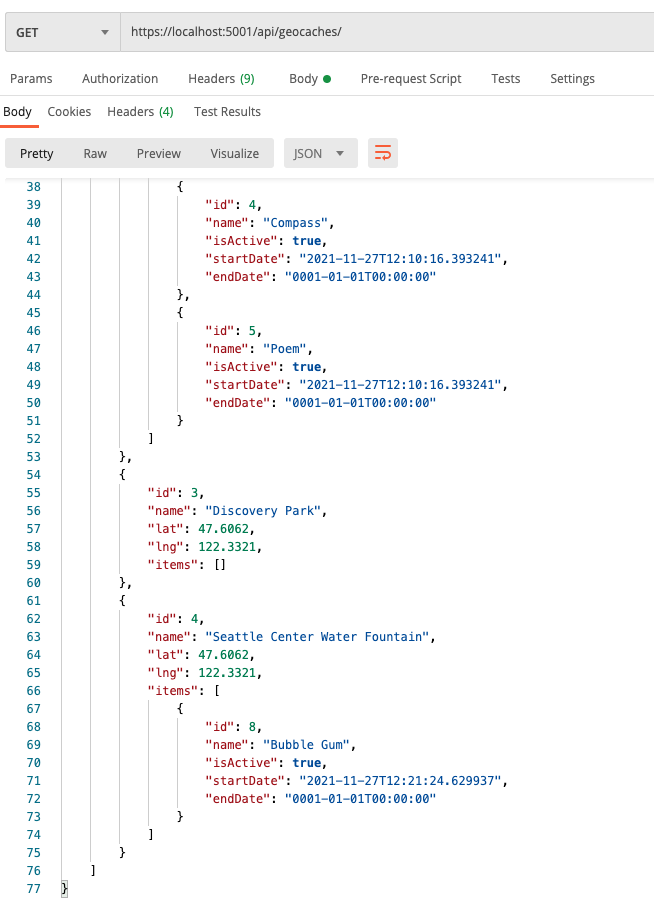 GET https://localhost:5001/api/geocaches/
Params Authorization Headers (9) Body Pre-request Script Tests Settings
Body Cookies Headers (4) Test Results
Pretty Raw Preview Visualize JSON
38 {
39 "id": 4,
40 "name": "Compass",
41 "isActive": true,
42 "startDate": "2021-11-27T12:10:16.393241",
43 "endDate": "0001-01-01T00:00:00"
44 },
45 {
46 "id": 5,
47 "name": "Poem",
48 "isActive": true,
49 "startDate": "2021-11-27T12:10:16.393241",
50 "endDate": "0001-01-01T00:00:00"
51 }
52 ]
53 },
54 {
55 "id": 3,
56 "name": "Discovery Park",
57 "lat": 47.6062,
58 "lng": 122.3321,
59 "items": []
60 },
61 {
62 "id": 4,
63 "name": "Seattle Center Water Fountain",
64 "lat": 47.6062,
65 "lng": 122.3321,
66 "items": [
67 {
68 "id": 8,
69 "name": "Bubble Gum",
70 "isActive": true,
71 "startDate": "2021-11-27T12:21:24.629937",
72 "endDate": "0001-01-01T00:00:00"
73 }
74 ]
75 }
76 ]
77 }